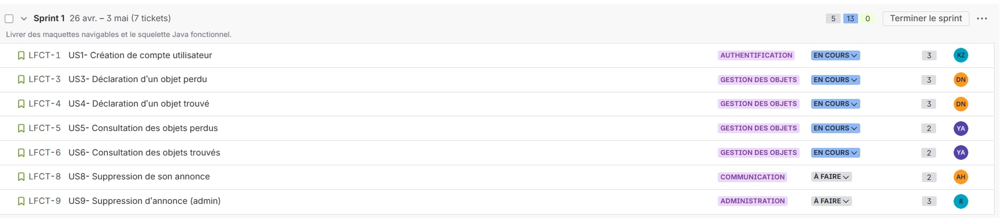 Sprint 1 26 avr. – 3 mai (7 tickets) 5 13 0 Terminer le sprint
Livrer des maquettes navigables et le squelette Java fonctionnel.
LFCT-1 US1- Création de compte utilisateur AUTHENTIFICATION EN COURS 3 KZ
LFCT-3 US3- Déclaration d'un objet perdu GESTION DES OBJETS EN COURS 3 DN
LFCT-4 US4- Déclaration d'un objet trouvé GESTION DES OBJETS EN COURS 3 DN
LFCT-5 US5- Consultation des objets perdus GESTION DES OBJETS EN COURS 2 YA
LFCT-6 US6- Consultation des objets trouvés GESTION DES OBJETS EN COURS 2 YA
LFCT-8 US8- Suppression de son annonce COMMUNICATION À FAIRE 2 AH
LFCT-9 US9- Suppression d'annonce (admin) ADMINISTRATION À FAIRE 3 R